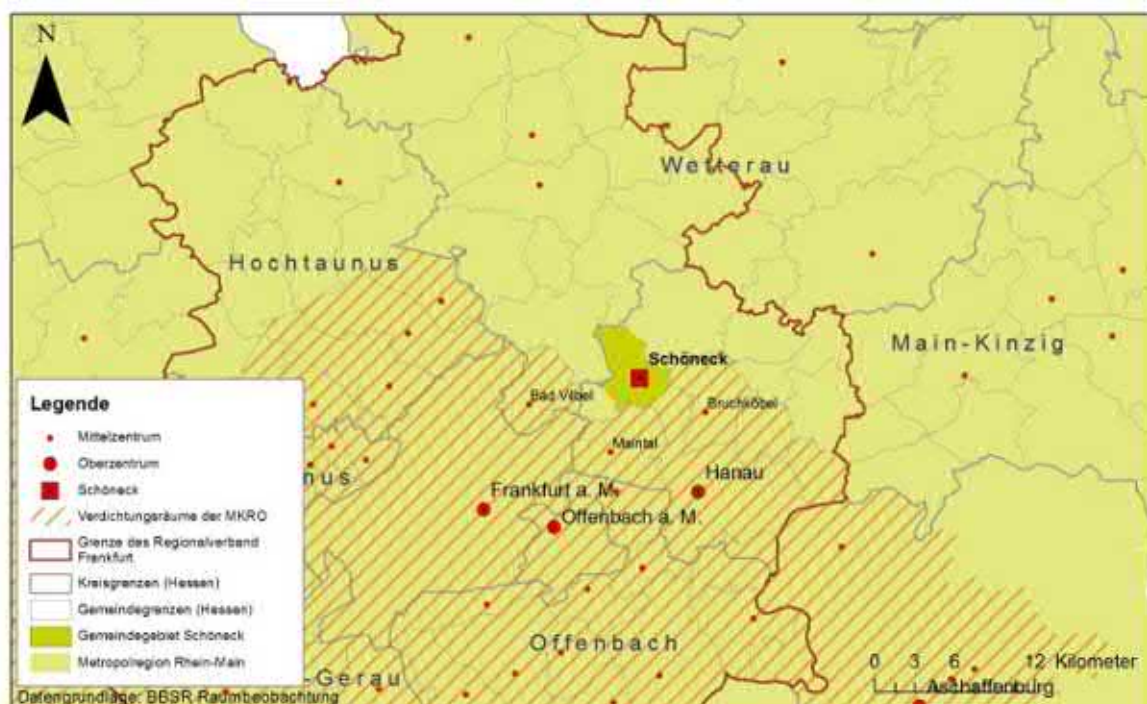 N
Wetterau
Hochtaunus
Main-Kinzig
Schöneck
Bad Vilbel
Bruchköbel
Maintal
Hanau
Frankfurt a. M.
Offenbach a. M.
Offenbach
nus
-Gerau
Aschaffenburg
0 3 6 12 Kilometer
Legende
Mittelzentrum
Oberzentrum
Schöneck
Verdichtungsräume der MKRO
Grenze des Regionalverband
Frankfurt
Kreisgrenzen (Hessen)
Gemeindegrenzen (Hessen)
Gemeindegebiet Schöneck
Metropolregion Rhein-Main
Datengrundlage: BBSR Raumbeobachtung